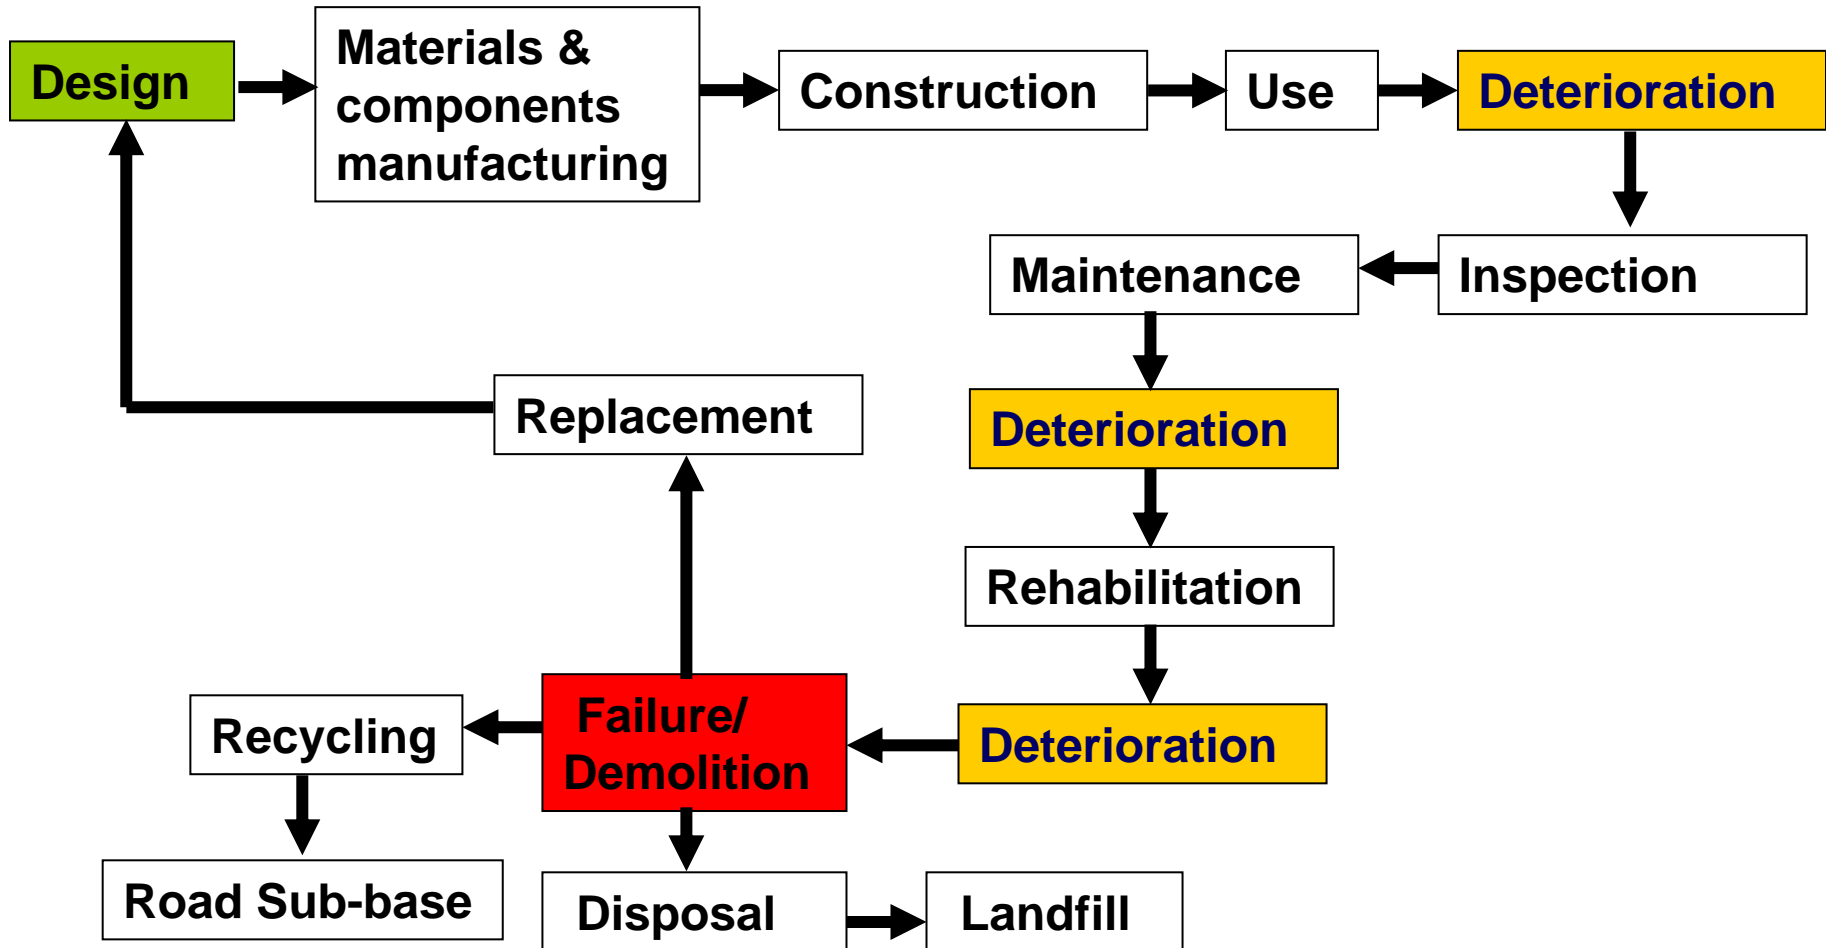 Design
Materials &
components
manufacturing
Construction
Use
Deterioration
Maintenance
Inspection
Replacement
Deterioration
Rehabilitation
Recycling
Failure/
Demolition
Deterioration
Road Sub-base
Disposal
Landfill